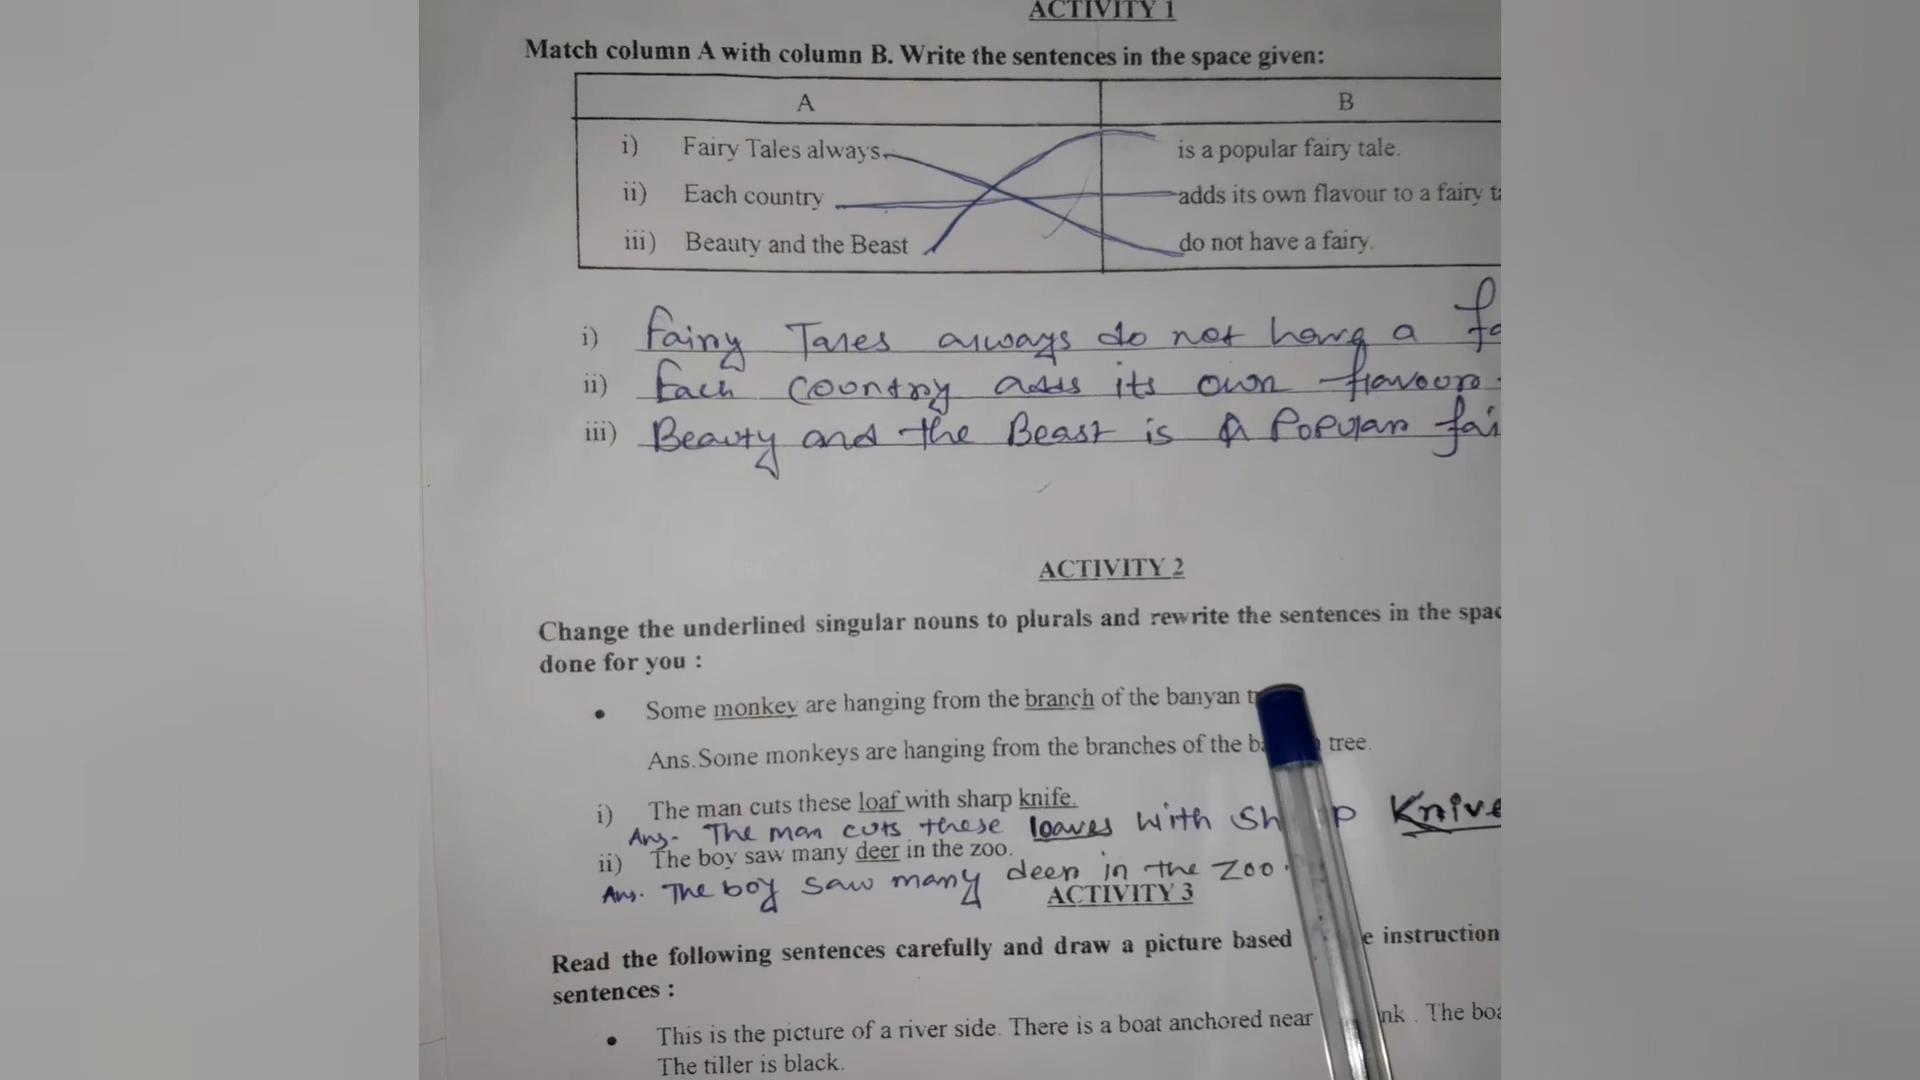 ACTIVITY 1
Match column A with column B. Write the sentences in the space given:
A B
i) Fairy Tales always is a popular fairy tale.
ii) Each country adds its own flavour to a fairy
iii) Beauty and the Beast do not have a fairy.
i) Fairy Tales always do not have a
ii) Each country adds its own flavour
iii) Beauty and the Beast is a Popular
ACTIVITY 2
Change the underlined singular nouns to plurals and rewrite the sentences in the
done for you :
• Some monkey are hanging from the branch of the banyan
Ans.Some monkeys are hanging from the branches of the tree.
i) The man cuts these loaf with sharp knife.
Ans- The man cuts these loaves with
ii) The boy saw many deer in the zoo.
Ans. The boy saw many deer in the zoo.
ACTIVITY 3
Read the following sentences carefully and draw a picture based instruction
sentences :
• This is the picture of a river side. There is a boat anchored near . The
The tiller is black.